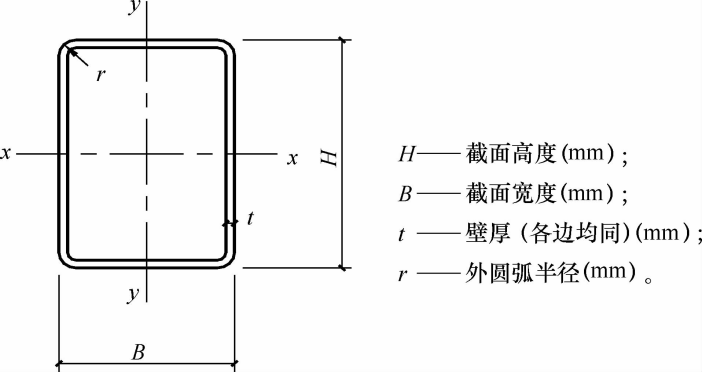 y
r
x
x
H
t
y
B
H——截面高度(mm);
B——截面宽度(mm);
t——壁厚(各边均同)(mm);
r——外圆弧半径(mm)。